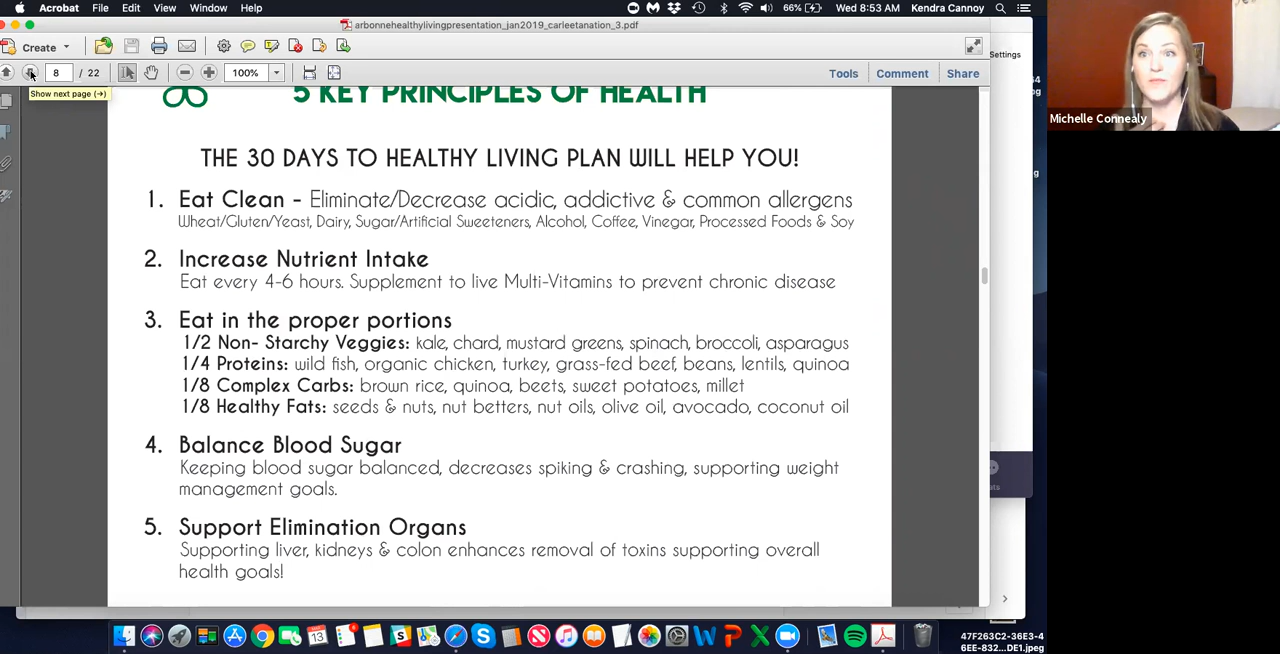 Acrobat File Edit View Window Help 66% Wed 8:53 AM Kendra Cannoy
arbonnehealthylivingpresentation_jan2019_carleetanation_3.pdf
Create
Settings
8 / 22 100% Tools Comment Share
Show next page (→)
Michelle Connealy
5 KEY PRINCIPLES OF HEALTH
THE 30 DAYS TO HEALTHY LIVING PLAN WILL HELP YOU!
1. Eat Clean - Eliminate/Decrease acidic, addictive & common allergens
Wheat/Gluten/Yeast, Dairy, Sugar/Artificial Sweeteners, Alcohol, Coffee, Vinegar, Processed Foods & Soy
2. Increase Nutrient Intake
Eat every 4-6 hours. Supplement to live Multi-Vitamins to prevent chronic disease
3. Eat in the proper portions
1/2 Non- Starchy Veggies: kale, chard, mustard greens, spinach, broccoli, asparagus
1/4 Proteins: wild fish, organic chicken, turkey, grass-fed beef, beans, lentils, quinoa
1/8 Complex Carbs: brown rice, quinoa, beets, sweet potatoes, millet
1/8 Healthy Fats: seeds & nuts, nut betters, nut oils, olive oil, avocado, coconut oil
4. Balance Blood Sugar
Keeping blood sugar balanced, decreases spiking & crashing, supporting weight
management goals.
5. Support Elimination Organs
Supporting liver, kidneys & colon enhances removal of toxins supporting overall
health goals!
47F263C2-36E3-4
6EE-832...DE1.jpeg